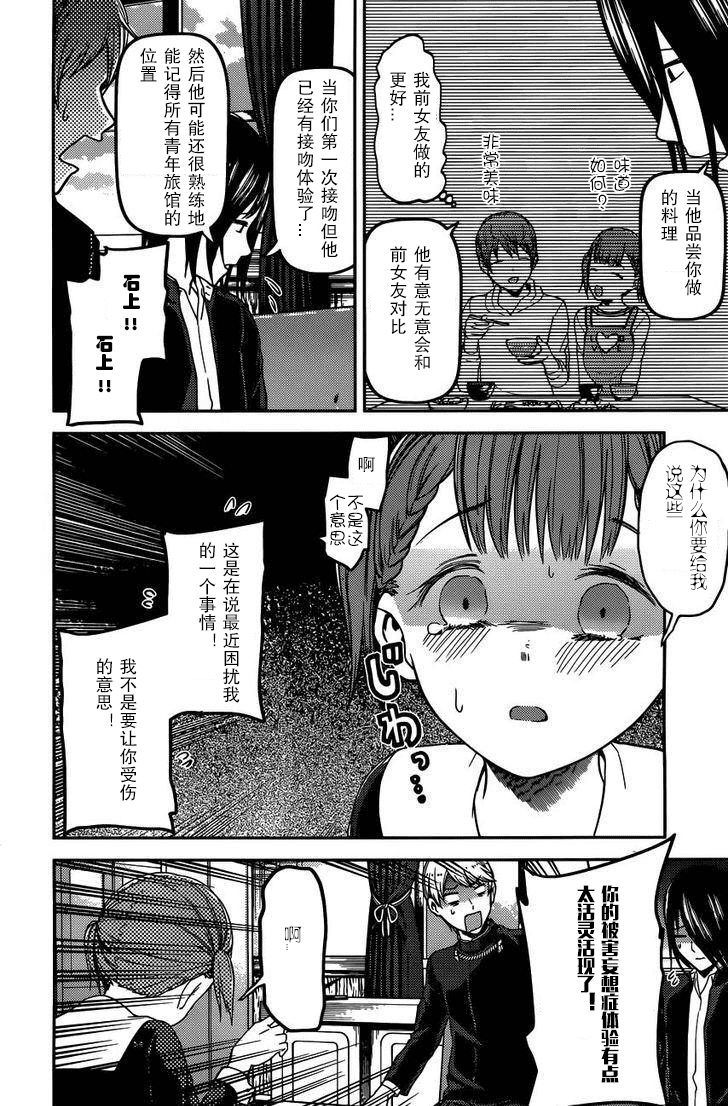 当他品尝你做
的料理
味道
如何？
非常美味
我前女友做的
更好…
他有意无意会和
前女友对比
当你们第一次接吻但他
已经有接吻体验了…
然后他可能还很熟练地
能记得所有青年旅馆的
位置
石上!!
石上!!
为什么你要给我
说这些
啊
不是这
个意思
这是在说最近困扰我
的一个事情！
我不是要让你受伤
的意思！
じわっ…
你的被害妄想症体验有点
太活灵活现了！
啊…